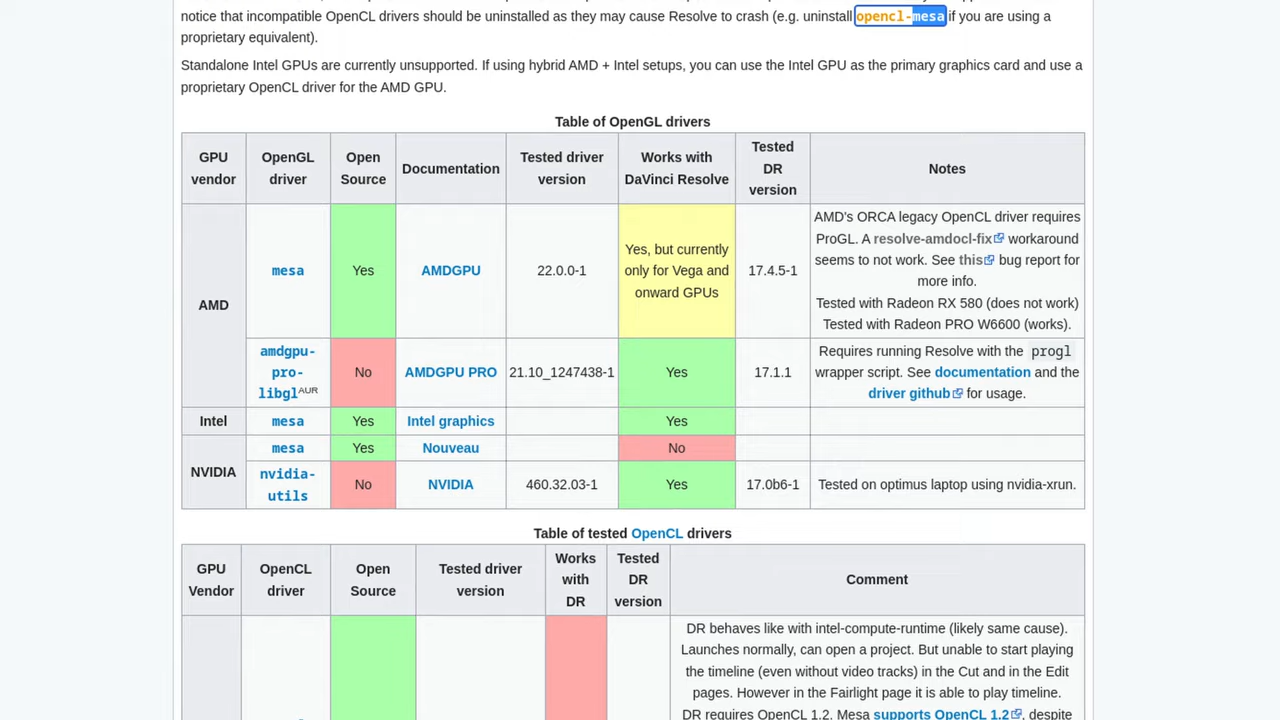 notice that incompatible OpenCL drivers should be uninstalled as they may cause Resolve to crash (e.g. uninstall opencl-mesa if you are using a
proprietary equivalent).
Standalone Intel GPUs are currently unsupported. If using hybrid AMD + Intel setups, you can use the Intel GPU as the primary graphics card and use a
proprietary OpenCL driver for the AMD GPU.
Table of OpenGL drivers
GPU vendor
OpenGL driver
Open Source
Documentation
Tested driver version
Works with DaVinci Resolve
Tested DR version
Notes
AMD
mesa
Yes
AMDGPU
22.0.0-1
Yes, but currently
only for Vega and
onward GPUs
17.4.5-1
AMD's ORCA legacy OpenCL driver requires
ProGL. A resolve-amdocl-fix workaround
seems to not work. See this bug report for
more info.
Tested with Radeon RX 580 (does not work)
Tested with Radeon PRO W6600 (works).
amdgpu-
pro-
libglAUR
No
AMDGPU PRO
21.10_1247438-1
Yes
17.1.1
Requires running Resolve with the progl
wrapper script. See documentation and the
driver github for usage.
Intel
mesa
Yes
Intel graphics
Yes
NVIDIA
mesa
Yes
Nouveau
No
nvidia-
utils
No
NVIDIA
460.32.03-1
Yes
17.0b6-1
Tested on optimus laptop using nvidia-xrun.
Table of tested OpenCL drivers
GPU Vendor
OpenCL driver
Open Source
Tested driver version
Works with DR
Tested DR version
Comment
DR behaves like with intel-compute-runtime (likely same cause).
Launches normally, can open a project. But unable to start playing
the timeline (even without video tracks) in the Cut and in the Edit
pages. However in the Fairlight page it is able to play timeline.
DR requires OpenCL 1.2. Mesa supports OpenCL 1.2, despite